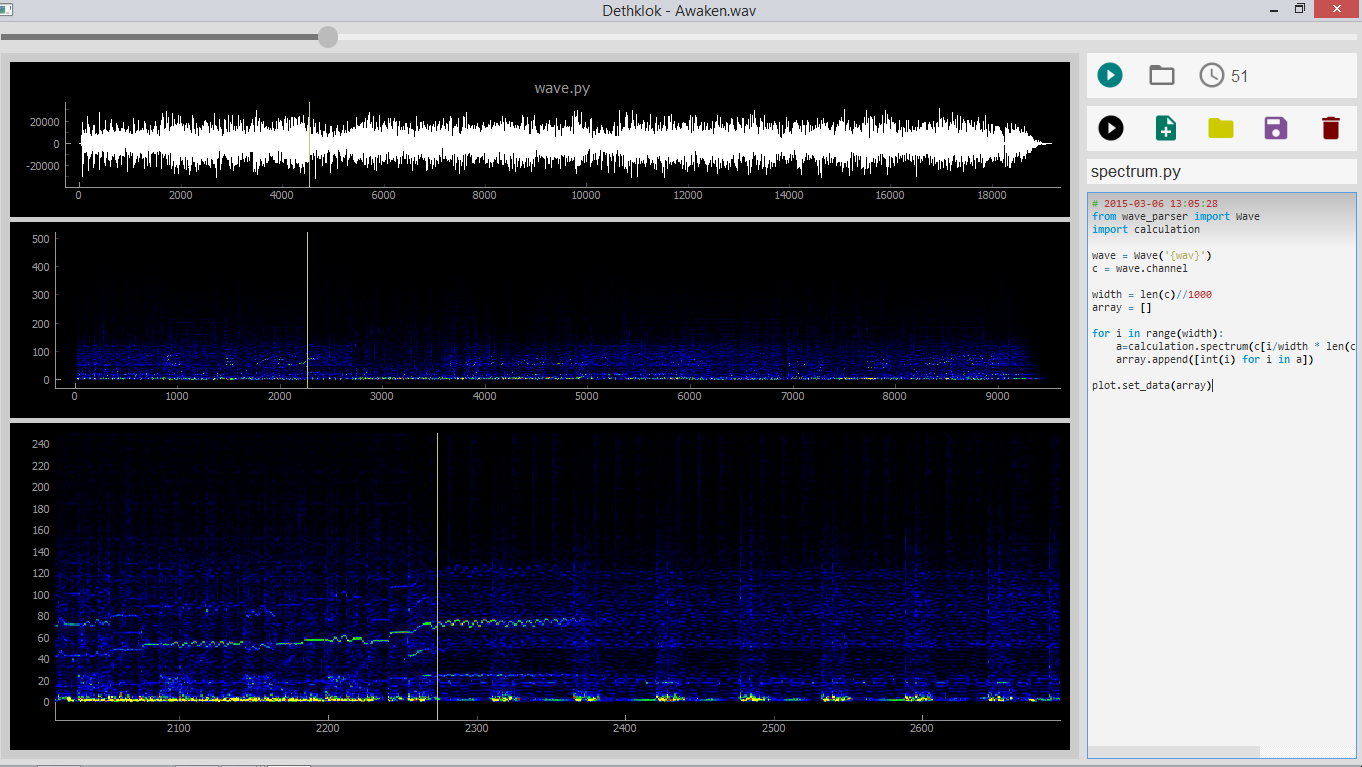 Dethklok - Awaken.wav
wave.py
20000
0
-20000
0 2000 4000 6000 8000 10000 12000 14000 16000 18000
500
400
300
200
100
0
0 1000 2000 3000 4000 5000 6000 7000 8000 9000
240
220
200
180
160
140
120
100
80
60
40
20
0
2100 2200 2300 2400 2500 2600
51
spectrum.py
# 2015-03-06 13:05:28
from wave_parser import Wave
import calculation
wave = Wave('{wav}')
c = wave.channel
width = len(c)//1000
array = []
for i in range(width):
a=calculation.spectrum(c[i/width * len(c
array.append([int(i) for i in a])
plot.set_data(array)